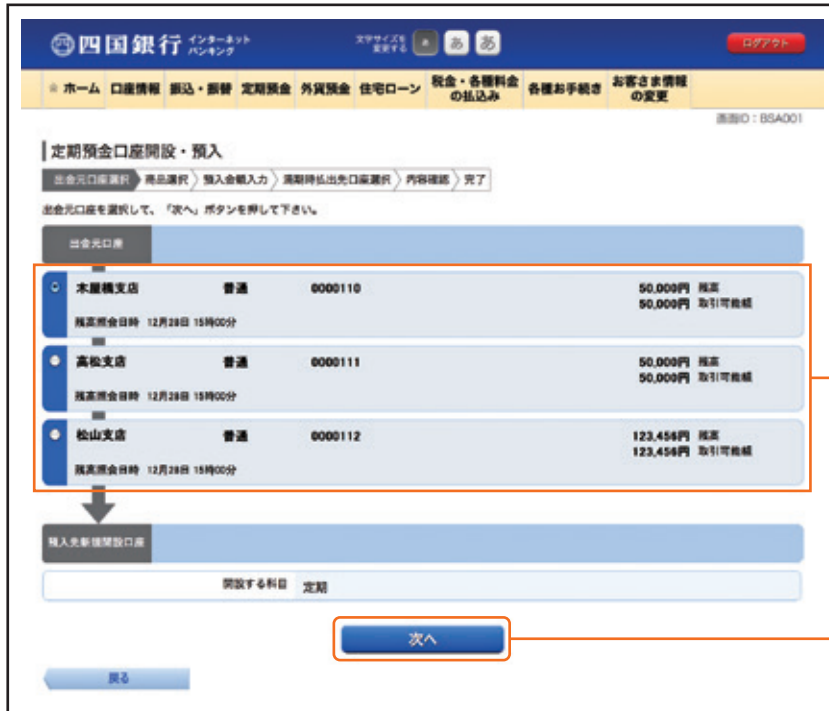 四国銀行 インターネットバンキング 文字サイズを変更する あ あ あ ログアウト
ホーム 口座情報 振込・振替 定期預金 外貨預金 住宅ローン 税金・各種料金の払込み 各種お手続き お客さま情報の変更
画面ID：BSA001
定期預金口座開設・預入
出金元口座選択 商品選択 預入金額入力 満期時払出先口座選択 内容確認 完了
出金元口座を選択して、「次へ」ボタンを押して下さい。
出金元口座
木屋橋支店 普通 0000110 50,000円 残高
50,000円 取引可能額
残高照会日時 12月28日 15時00分
高松支店 普通 0000111 50,000円 残高
50,000円 取引可能額
残高照会日時 12月28日 15時00分
松山支店 普通 0000112 123,456円 残高
123,456円 取引可能額
残高照会日時 12月28日 15時00分
預入先新規開設口座
開設する科目 定期
次へ
戻る